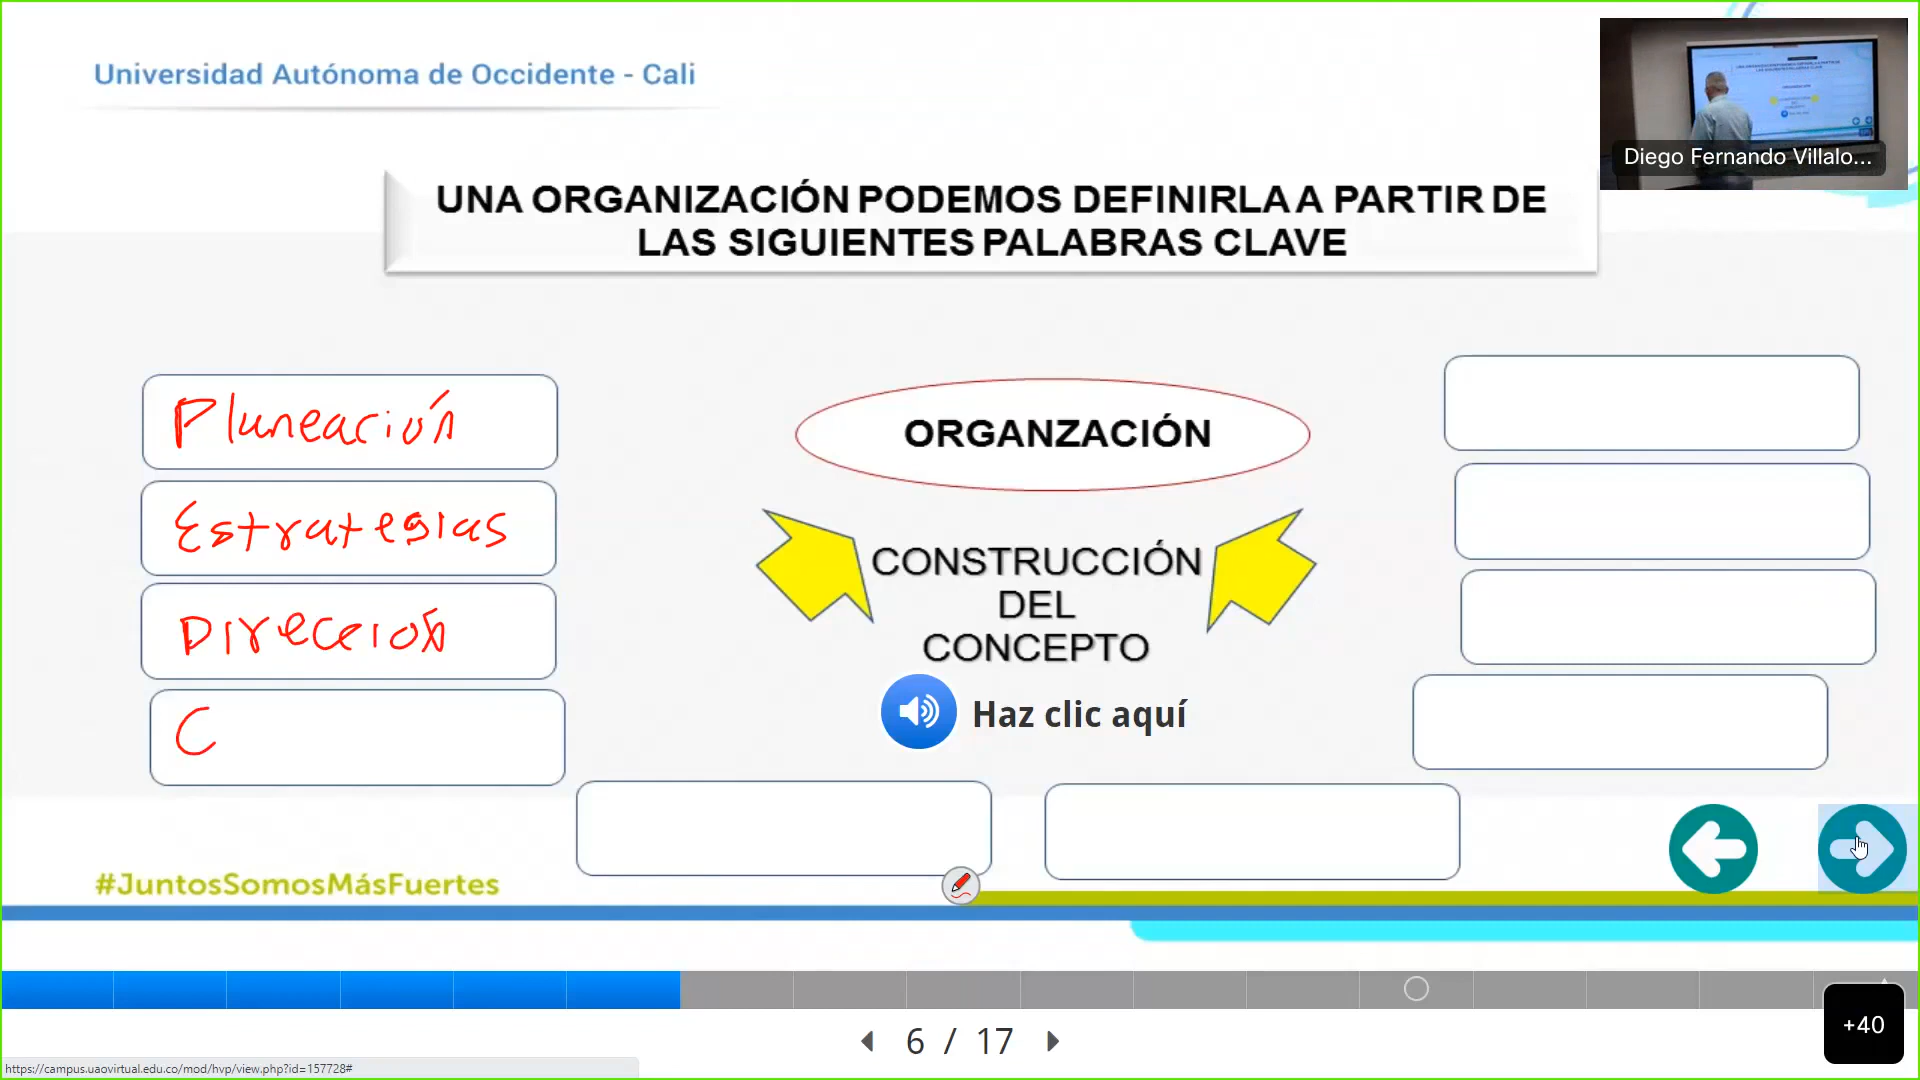 Universidad Autónoma de Occidente - Cali
Diego Fernando Villalo...
UNA ORGANIZACIÓN PODEMOS DEFINIRLA A PARTIR DE
LAS SIGUIENTES PALABRAS CLAVE
Planeación
Estrategias
Dirección
C
ORGANZACIÓN
CONSTRUCCIÓN
DEL
CONCEPTO
Haz clic aquí
#JuntosSomosMásFuertes
6 / 17
+40
https://campus.uaovirtual.edu.co/mod/hvp/view.php?id=157728#